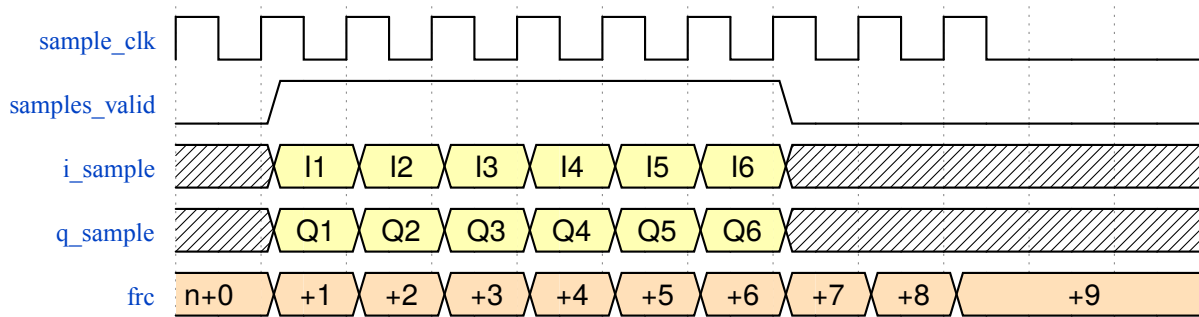 sample_clk
samples_valid
i_sample I1 I2 I3 I4 I5 I6
q_sample Q1 Q2 Q3 Q4 Q5 Q6
frc n+0 +1 +2 +3 +4 +5 +6 +7 +8 +9